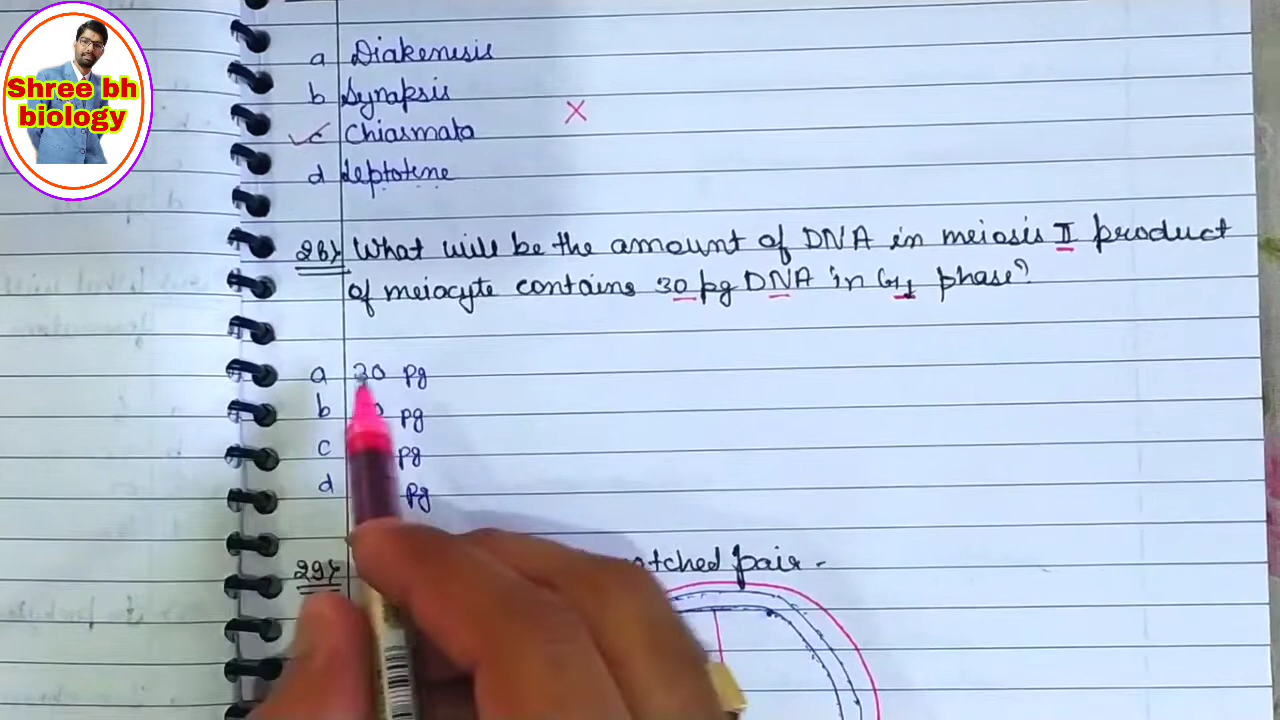 Shree bh
biology
a Diakenesis
b Synapsis
c Chiasmata
d Leptotene
28) What will be the amount of DNA in meiosis II product
of meiocyte contains 30 pg DNA in G1 phase?
a 30 pg
b pg
c pg
d pg
29) pair -